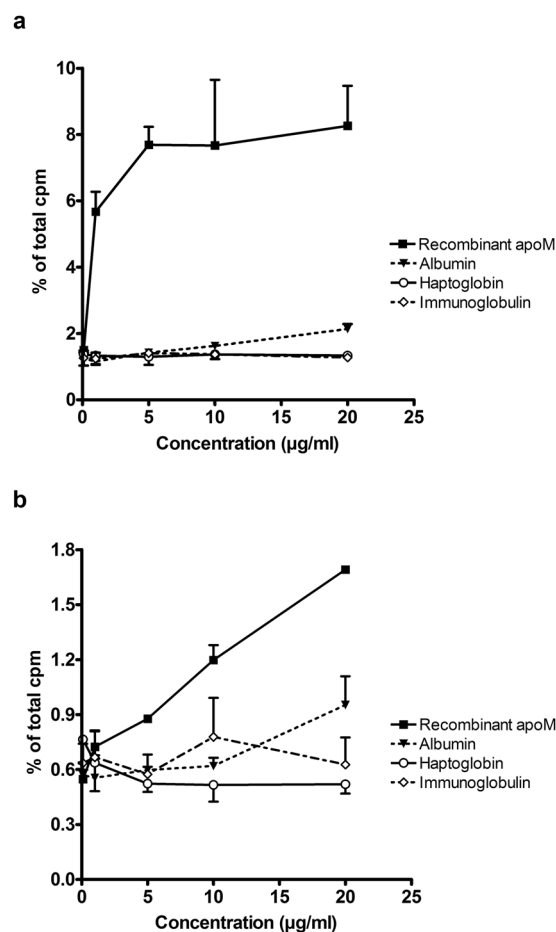 a
10
8
6
4
2
0
% of total cpm
0 5 10 15 20 25
Concentration (µg/ml)
Recombinant apoM
Albumin
Haptoglobin
Immunoglobulin
b
1.8
1.5
1.2
0.9
0.6
0.3
0.0
% of total cpm
0 5 10 15 20 25
Concentration (µg/ml)
Recombinant apoM
Albumin
Haptoglobin
Immunoglobulin